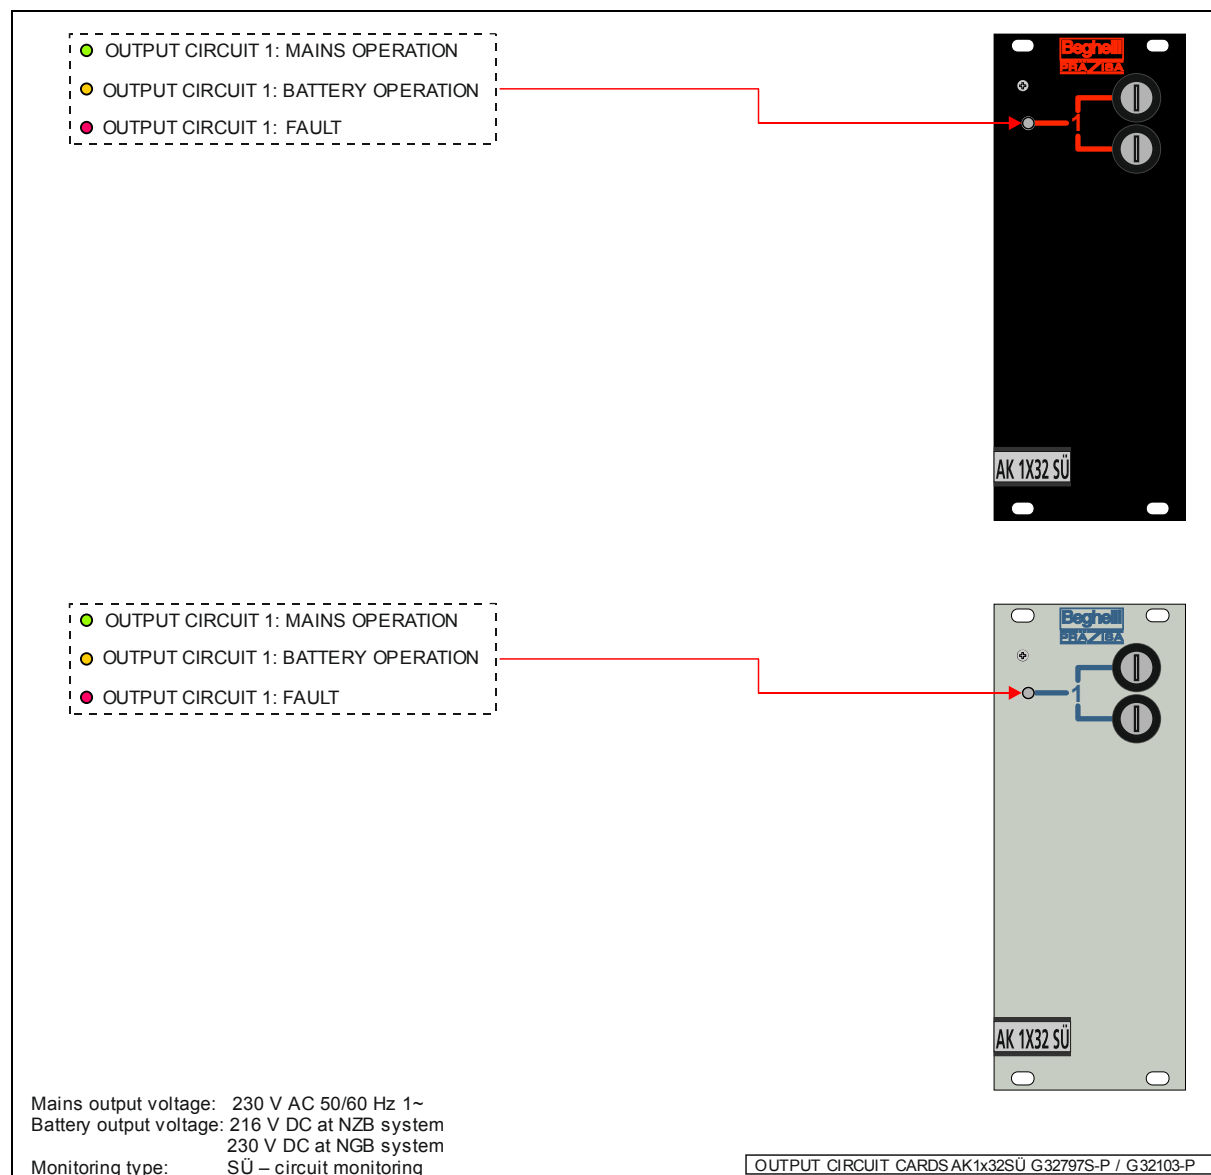 OUTPUT CIRCUIT 1: MAINS OPERATION
OUTPUT CIRCUIT 1: BATTERY OPERATION
OUTPUT CIRCUIT 1: FAULT
Beghelli
PRÄZISA
1
AK 1X32 SÜ
OUTPUT CIRCUIT 1: MAINS OPERATION
OUTPUT CIRCUIT 1: BATTERY OPERATION
OUTPUT CIRCUIT 1: FAULT
Beghelli
PRÄZISA
1
AK 1X32 SÜ
Mains output voltage: 230 V AC 50/60 Hz 1~
Battery output voltage: 216 V DC at NZB system
230 V DC at NGB system
Monitoring type: SÜ – circuit monitoring
OUTPUT CIRCUIT CARDS AK1x32SÜ G32797S-P / G32103-P